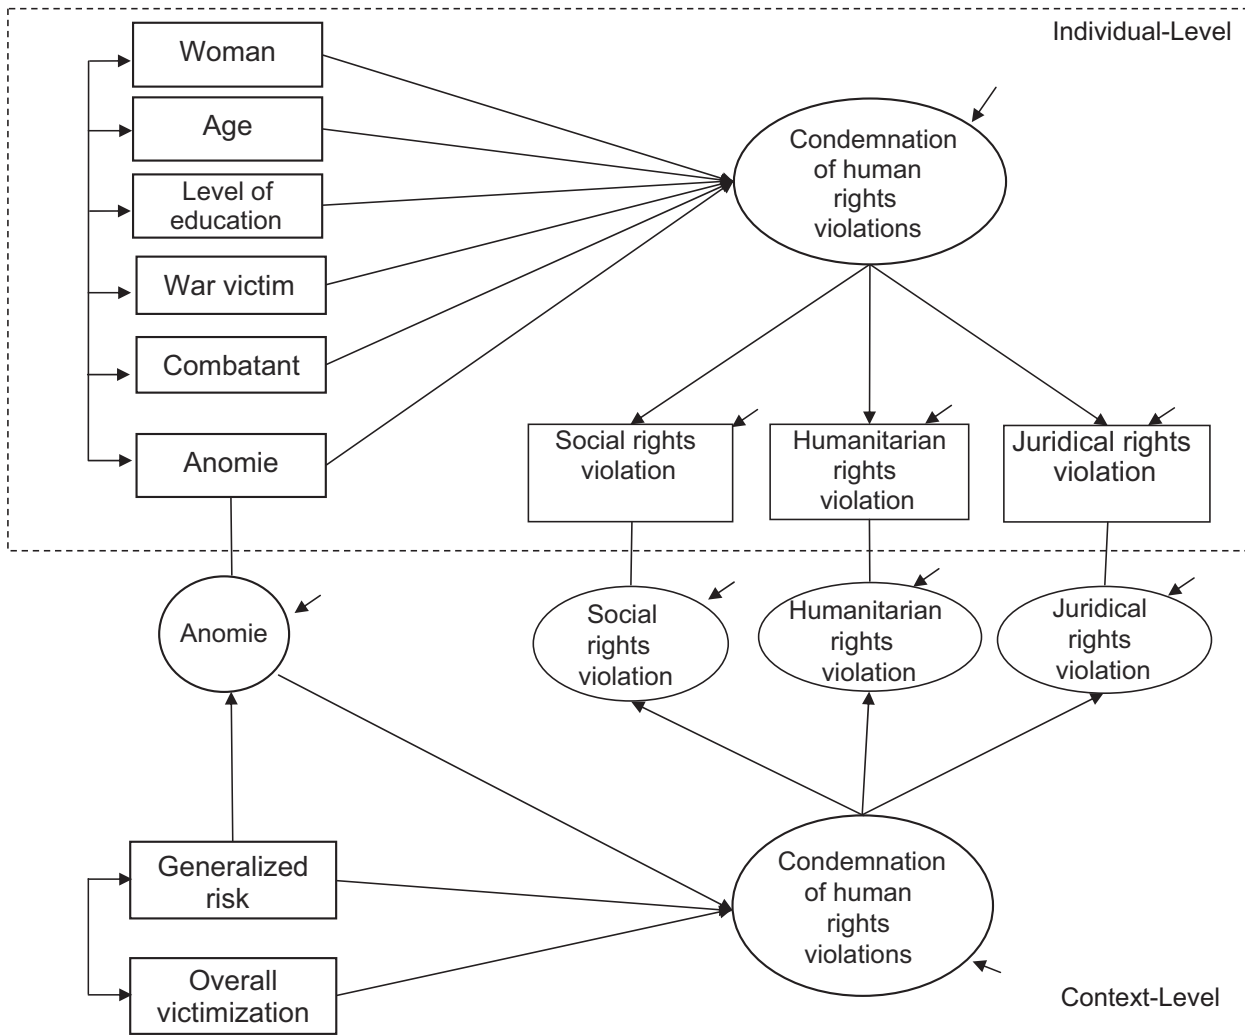 Individual-Level
Woman
Age
Level of
education
War victim
Combatant
Anomie
Condemnation
of human
rights
violations
Social rights
violation
Humanitarian
rights
violation
Juridical rights
violation
Anomie
Social
rights
violation
Humanitarian
rights
violation
Juridical
rights
violation
Generalized
risk
Overall
victimization
Condemnation
of human
rights
violations
Context-Level